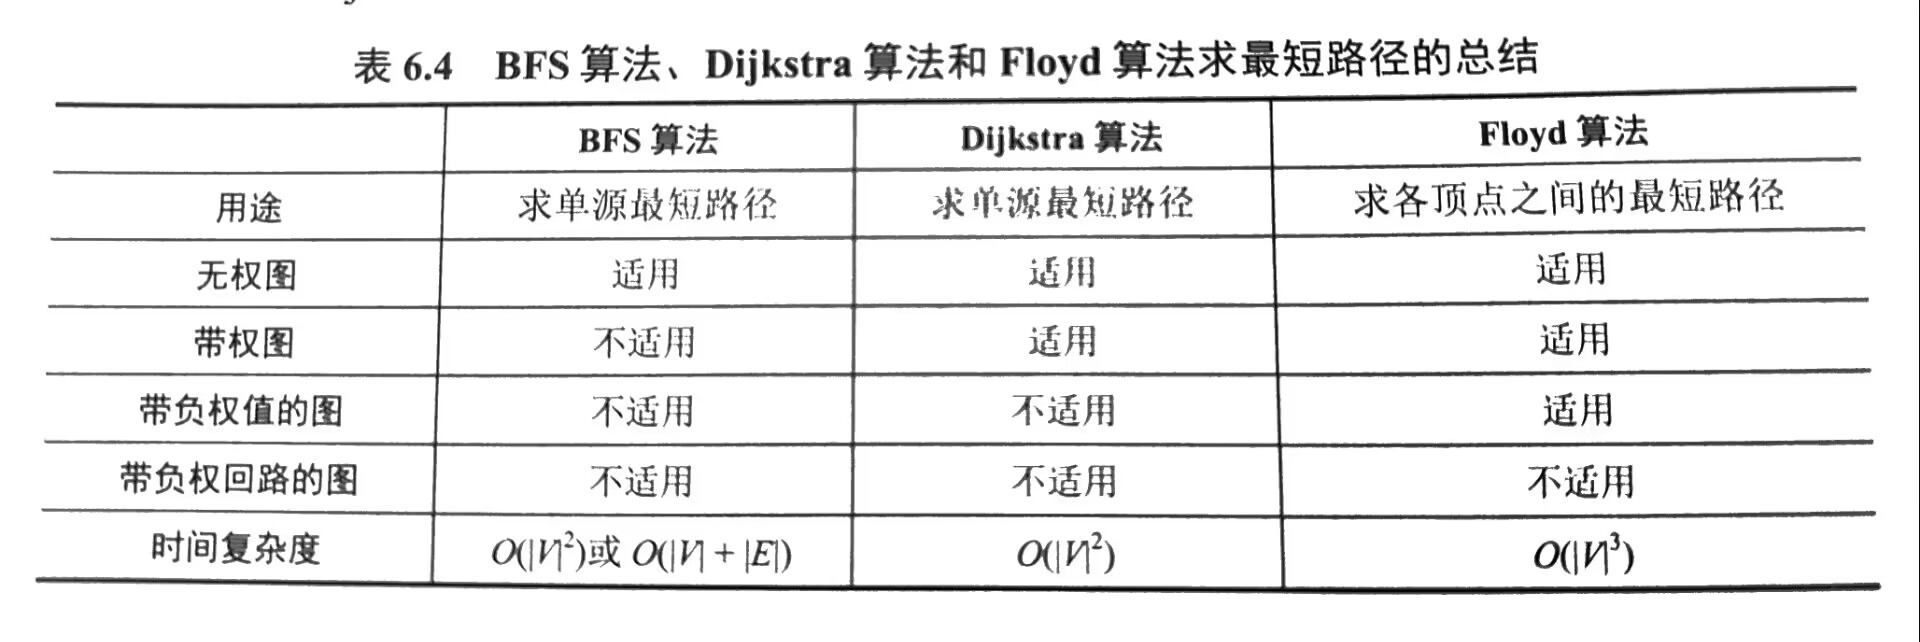 表 6.4 BFS 算法、Dijkstra 算法和 Floyd 算法求最短路径的总结
BFS 算法 Dijkstra 算法 Floyd 算法
用途 求单源最短路径 求单源最短路径 求各顶点之间的最短路径
无权图 适用 适用 适用
带权图 不适用 适用 适用
带负权值的图 不适用 不适用 适用
带负权回路的图 不适用 不适用 不适用
时间复杂度 O(|V|²)或 O(|V| + |E|) O(|V|²) O(|V|³)